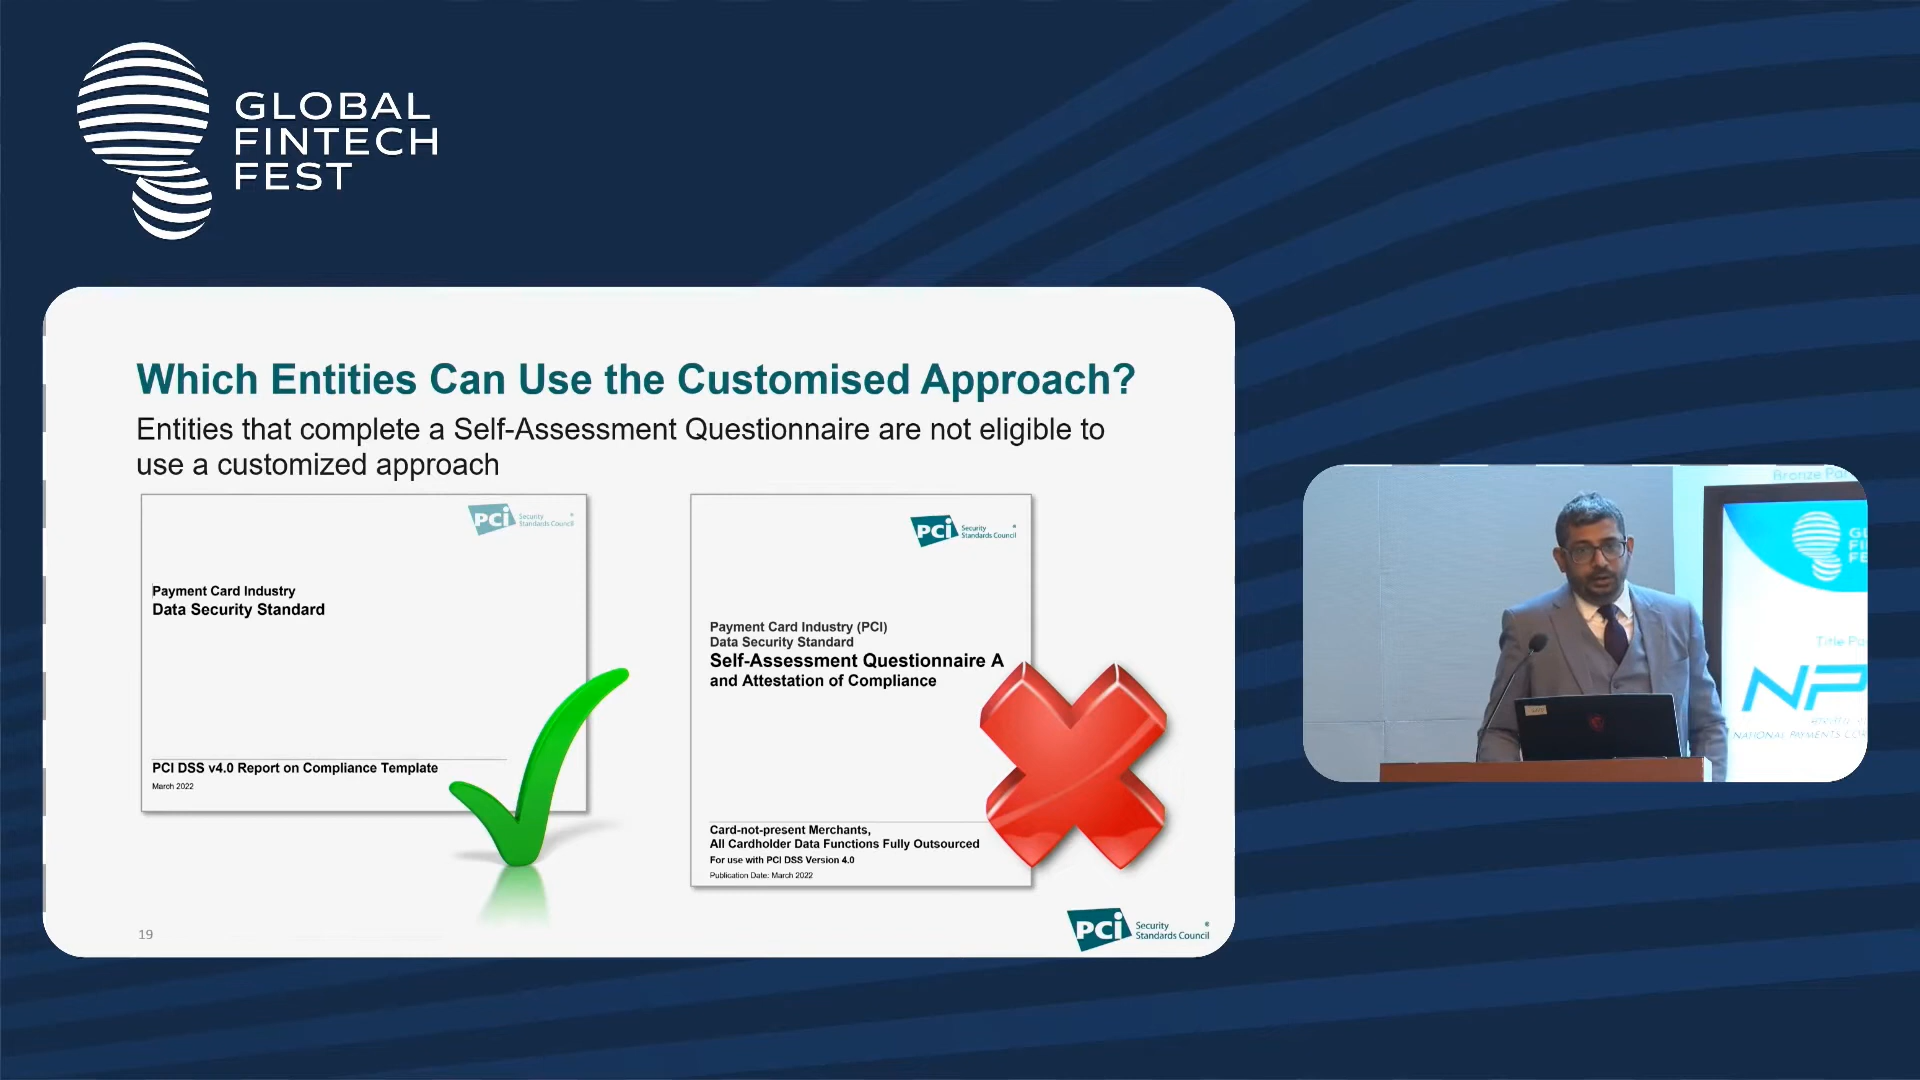 GLOBAL
FINTECH
FEST
Which Entities Can Use the Customised Approach?
Entities that complete a Self-Assessment Questionnaire are not eligible to
use a customized approach
PCI Security
Standards Council
Payment Card Industry
Data Security Standard
PCI DSS v4.0 Report on Compliance Template
March 2022
PCI Security
Standards Council
Payment Card Industry (PCI)
Data Security Standard
Self-Assessment Questionnaire A
and Attestation of Compliance
Card-not-present Merchants,
All Cardholder Data Functions Fully Outsourced
For use with PCI DSS Version 4.0
Publication Date: March 2022
19
PCI Security
Standards Council
Bronze
Title
NP
NATIONAL PAYMENTS